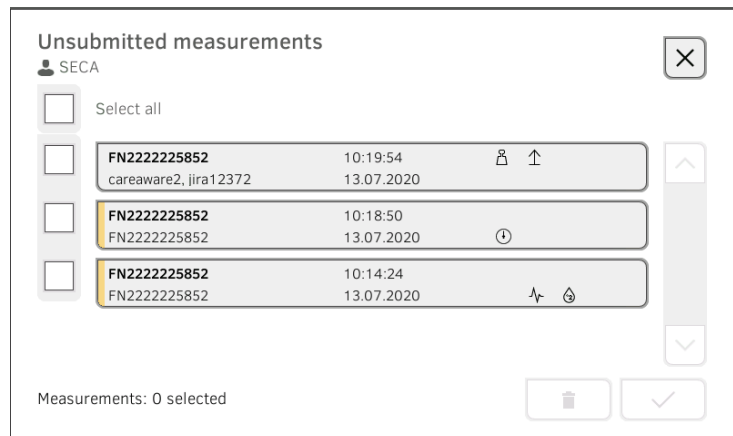 Unsubmitted measurements
SECA
Select all
FN2222225852 10:19:54
careaware2, jira12372 13.07.2020
FN2222225852 10:18:50
FN2222225852 13.07.2020
FN2222225852 10:14:24
FN2222225852 13.07.2020
Measurements: 0 selected